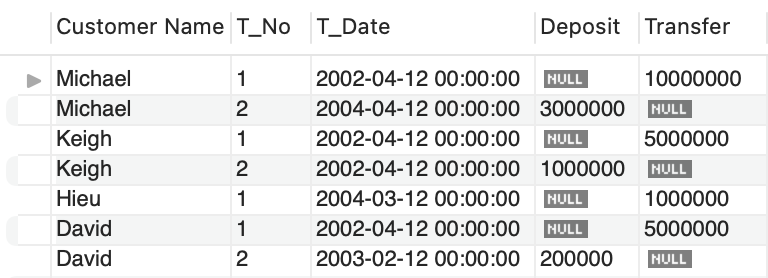 Customer Name T_No T_Date Deposit Transfer
Michael 1 2002-04-12 00:00:00 NULL 10000000
Michael 2 2004-04-12 00:00:00 3000000 NULL
Keigh 1 2002-04-12 00:00:00 NULL 5000000
Keigh 2 2002-04-12 00:00:00 1000000 NULL
Hieu 1 2004-03-12 00:00:00 NULL 1000000
David 1 2002-04-12 00:00:00 NULL 5000000
David 2 2003-02-12 00:00:00 200000 NULL